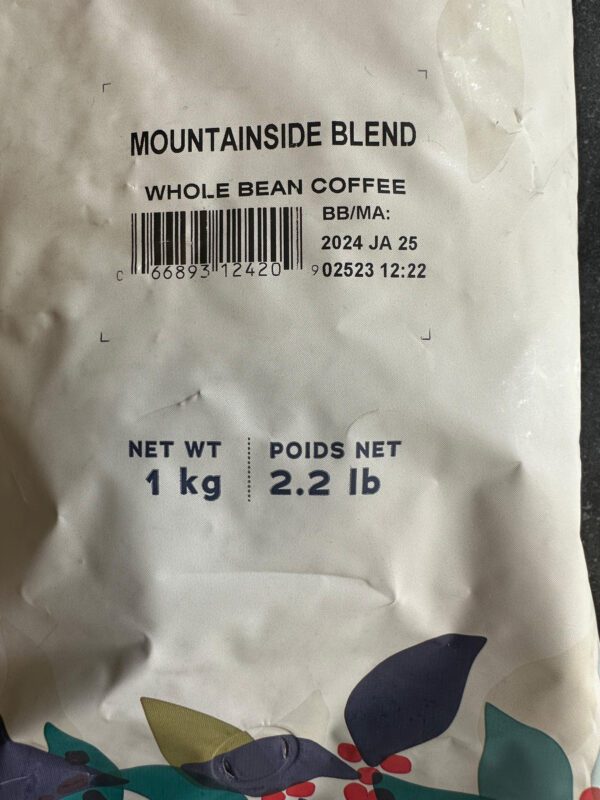 MOUNTAINSIDE BLEND
WHOLE BEAN COFFEE
BB/MA:
2024 JA 25
02523 12:22
C 66893 12420 9
NET WT
1 kg
POIDS NET
2.2 lb